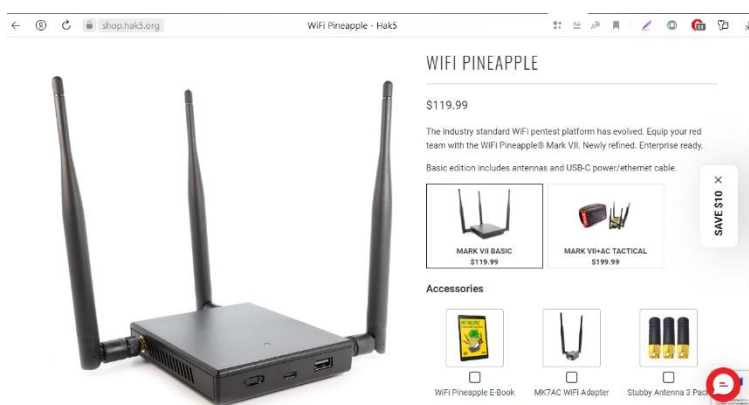 shop.hak5.org
WiFi Pineapple - Hak5
WIFI PINEAPPLE
$119.99
The industry standard WiFi pentest platform has evolved. Equip your red
team with the WiFi Pineapple® Mark VII. Newly refined. Enterprise ready.
Basic edition includes antennas and USB-C power/ethernet cable.
MARK VII BASIC
$119.99
MARK VII+AC TACTICAL
$199.99
SAVE $10
Accessories
WiFi Pineapple E-Book
MK7AC WiFi Adapter
Stubby Antenna 3 Pack